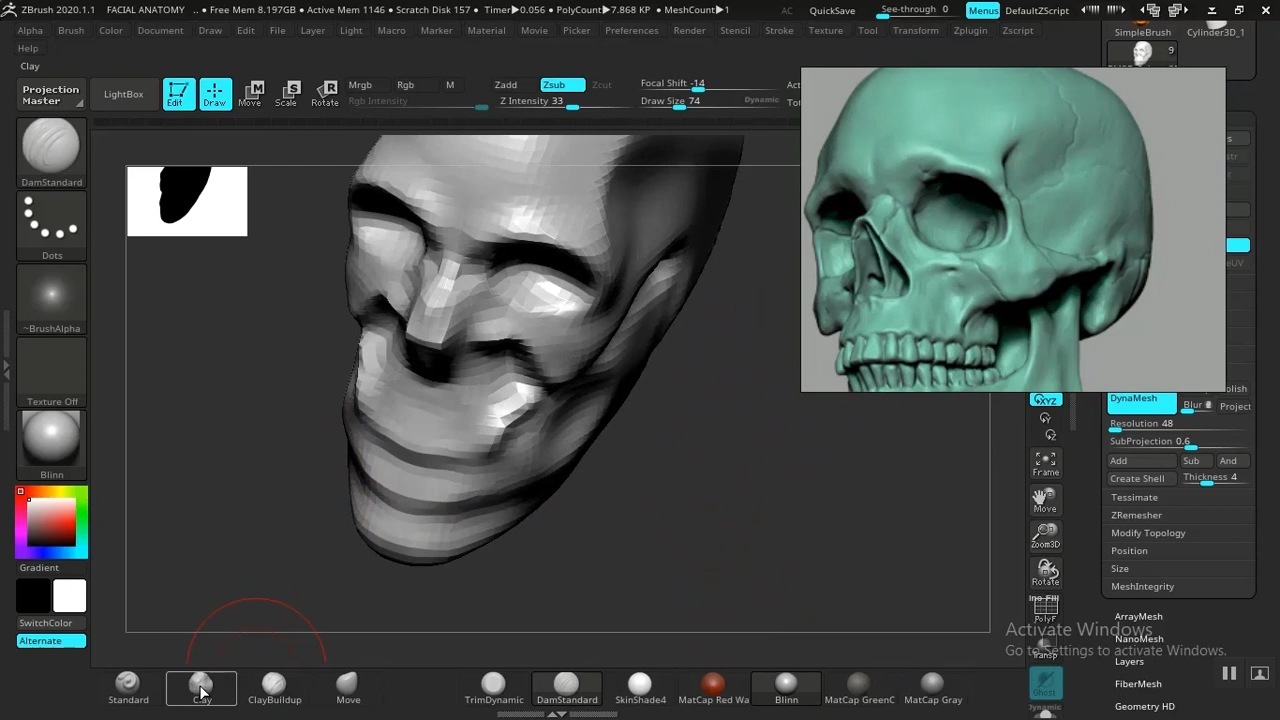 ZBrush 2020.1.1 FACIAL ANATOMY • Free Mem 8.197GB • Active Mem 1146 • Scratch Disk 157 • Timer▶0.056 • PolyCount▶7.868 KP • MeshCount▶1 AC QuickSave See-through 0 Menus DefaultZScript
Alpha Brush Color Document Draw Edit File Layer Light Macro Marker Material Movie Picker Preferences Render Stencil Stroke Texture Tool Transform Zplugin Zscript
SimpleBrush Cylinder3D_1
Help
9
Clay
Projection Master
LightBox
Edit
Draw
Move
Scale
Rotate
Mrgb Rgb M
Rgb Intensity
Zadd Zsub Zcut
Z Intensity 33
Focal Shift -14
Draw Size 74
Dynamic
DamStandard
Dots
~BrushAlpha
Texture Off
Blinn
Gradient
SwitchColor
Alternate
XYZ
Y
Z
Frame
Move
Zoom3D
Rotate
PolyF
Transp
Ghost
Dynamic
DynaMesh
Blur
Project
Resolution 48
SubProjection 0.6
Add Sub And
Create Shell Thickness 4
Tessimate
ZRemesher
Modify Topology
Position
Size
MeshIntegrity
ArrayMesh
NanoMesh
Layers
FiberMesh
Geometry HD
Activate Windows
Go to Settings to activate Windows.
Standard Clay ClayBuildup Move TrimDynamic DamStandard SkinShade4 MatCap Red Wa Blinn MatCap GreenC MatCap Gray